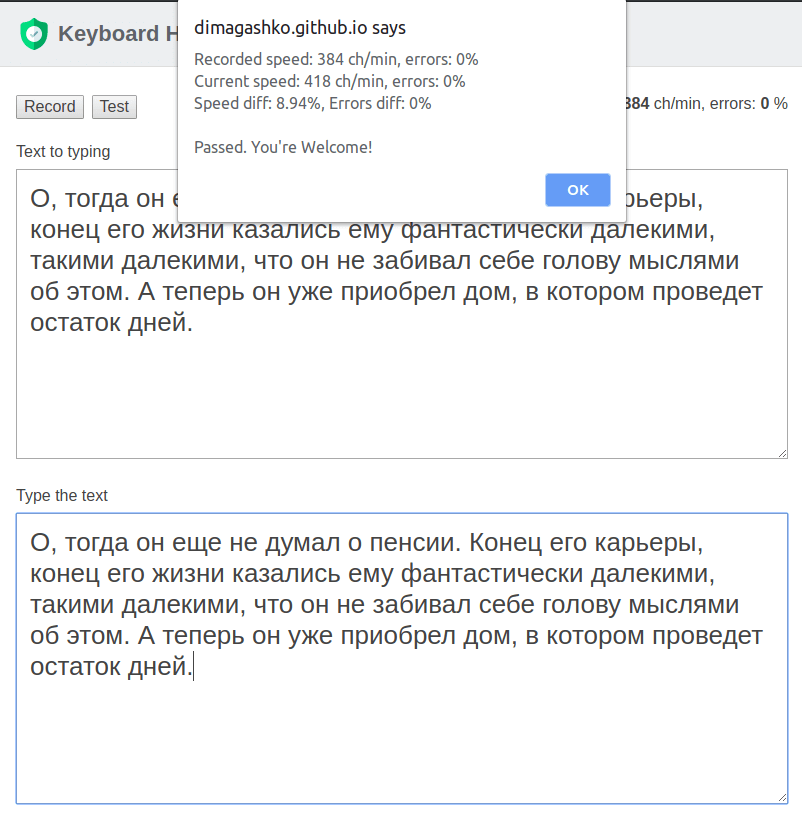 dimagashko.github.io says
Recorded speed: 384 ch/min, errors: 0%
Current speed: 418 ch/min, errors: 0%
Speed diff: 8.94%, Errors diff: 0%
Passed. You're Welcome!
OK
Keyboard H
Record Test
384 ch/min, errors: 0 %
Text to typing
О, тогда он рьеры,
конец его жизни казались ему фантастически далекими,
такими далекими, что он не забивал себе голову мыслями
об этом. А теперь он уже приобрел дом, в котором проведет
остаток дней.
Type the text
О, тогда он еще не думал о пенсии. Конец его карьеры,
конец его жизни казались ему фантастически далекими,
такими далекими, что он не забивал себе голову мыслями
об этом. А теперь он уже приобрел дом, в котором проведет
остаток дней.